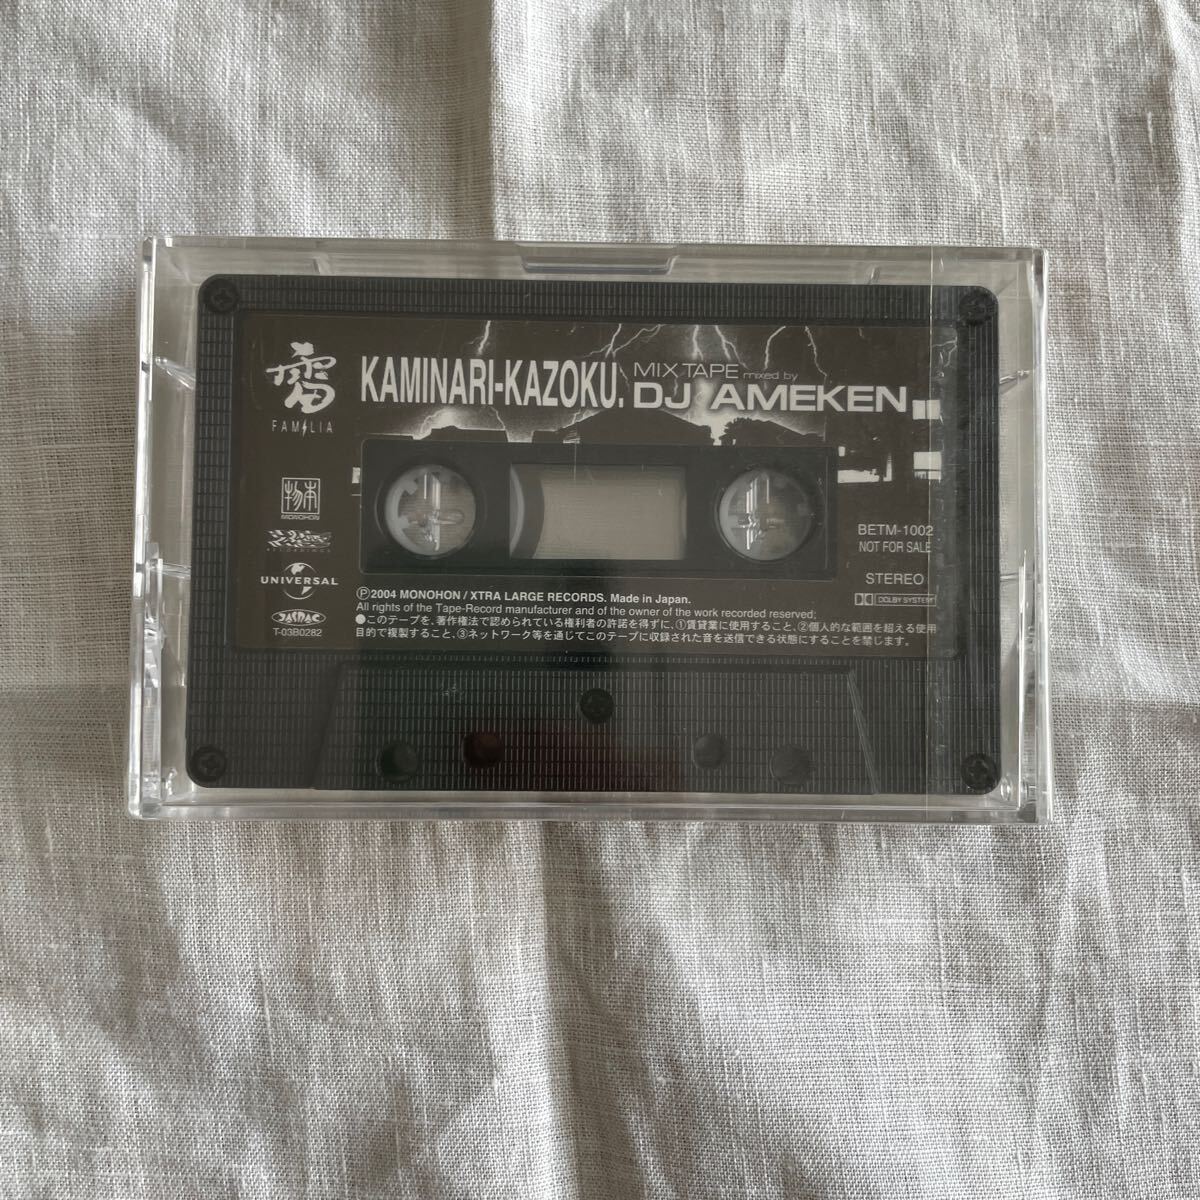 雷
FAMILIA
KAMINARI-KAZOKU.
MIX TAPE mixed by
DJ AMEKEN
物本
MONOHON
RECORDINGS
UNIVERSAL
JASRAC
T-03B0282
BETM-1002
NOT FOR SALE
STEREO
DOLBY SYSTEM
Ⓟ2004 MONOHON / XTRA LARGE RECORDS. Made in Japan.
All rights of the Tape-Record manufacturer and of the owner of the work recorded reserved;
●このテープを、著作権法で認められている権利者の許諾を得ずに、①賃貸業に使用すること、②個人的な範囲を超える使用
目的で複製すること、③ネットワーク等を通じてこのテープに収録された音を送信できる状態にすることを禁じます。